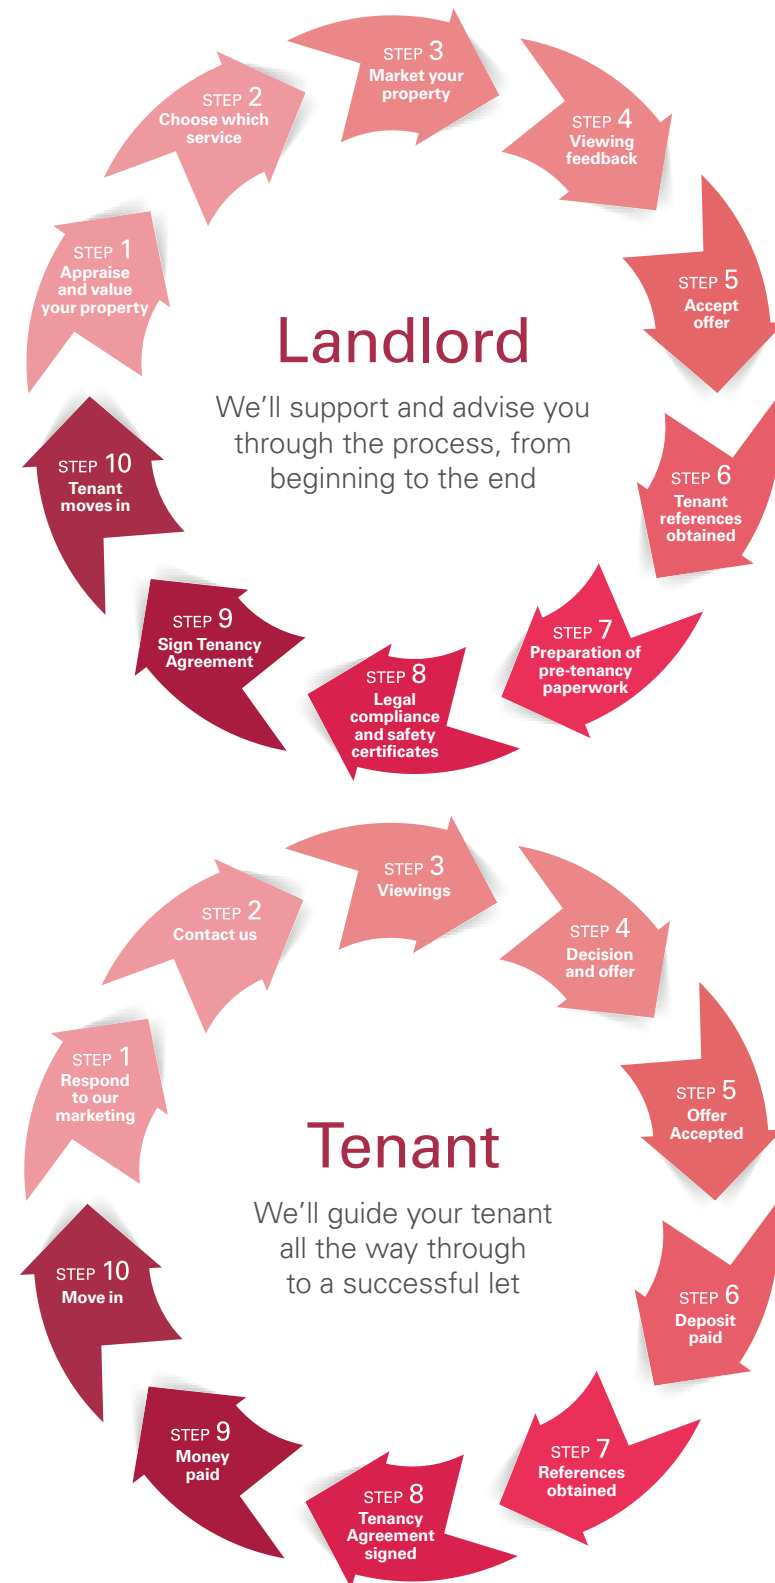 STEP 1
Appraise
and value
your property
STEP 2
Choose which
service
STEP 3
Market your
property
STEP 4
Viewing
feedback
STEP 5
Accept
offer
STEP 6
Tenant
references
obtained
STEP 7
Preparation of
pre-tenancy
paperwork
STEP 8
Legal
compliance
and safety
certificates
STEP 9
Sign Tenancy
Agreement
STEP 10
Tenant
moves in
Landlord
We'll support and advise you
through the process, from
beginning to the end
STEP 1
Respond
to our
marketing
STEP 2
Contact us
STEP 3
Viewings
STEP 4
Decision
and offer
STEP 5
Offer
Accepted
STEP 6
Deposit
paid
STEP 7
References
obtained
STEP 8
Tenancy
Agreement
signed
STEP 9
Money
paid
STEP 10
Move in
Tenant
We'll guide your tenant
all the way through
to a successful let